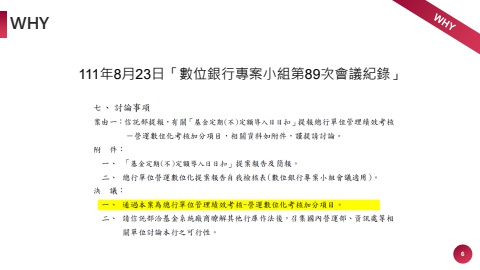 WHY
WHY
111年8月23日「數位銀行專案小組第89次會議紀錄」
七、討論事項
案由一：信託部提報，有關「基金定期(不)定額導入日日扣」提報總行單位管理績效考核
－營運數位化考核加分項目，相關資料如附件，謹提請討論。
附　件：
一、「基金定期(不)定額導入日日扣」提案報告及簡報。
二、總行單位營運數位化提案報告自我檢核表(數位銀行專案小組會議適用)。
決　議：
一、通過本案為總行單位管理績效考核-營運數位化考核加分項目。
二、請信託部洽基金系統廠商瞭解其他行庫作法後，召集國內營運部、資訊處等相
關單位討論本行之可行性。
6